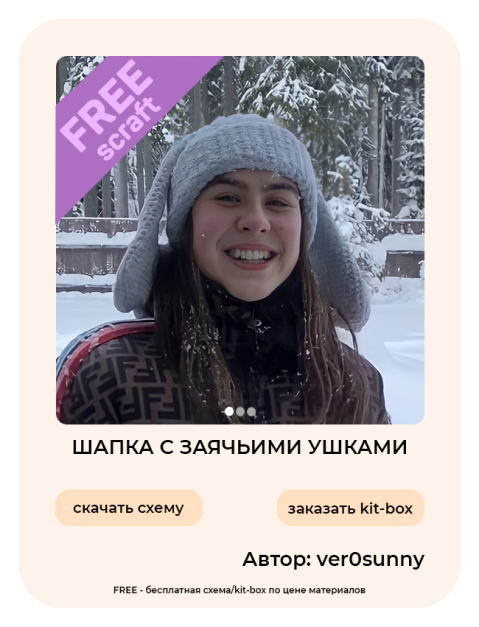 FREE
scraft
ШАПКА С ЗАЯЧЬИМИ УШКАМИ
скачать схему
заказать kit-box
Автор: ver0sunny
FREE - бесплатная схема/kit-box по цене материалов